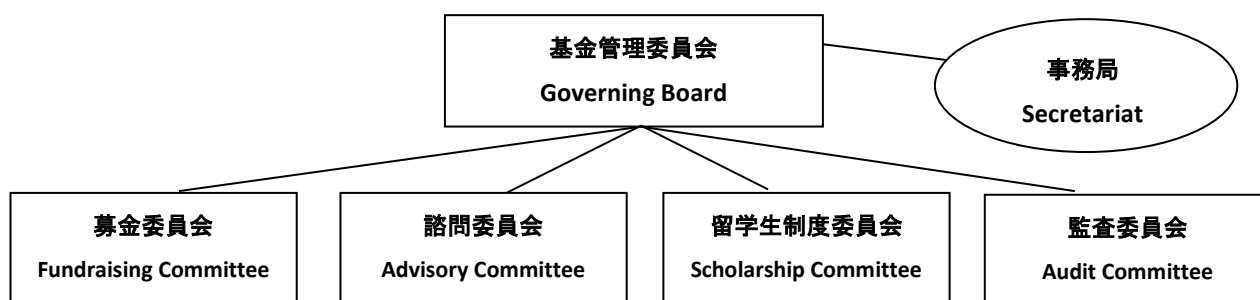 基金管理委員会
Governing Board
事務局
Secretariat
募金委員会
Fundraising Committee
諮問委員会
Advisory Committee
留学生制度委員会
Scholarship Committee
監査委員会
Audit Committee